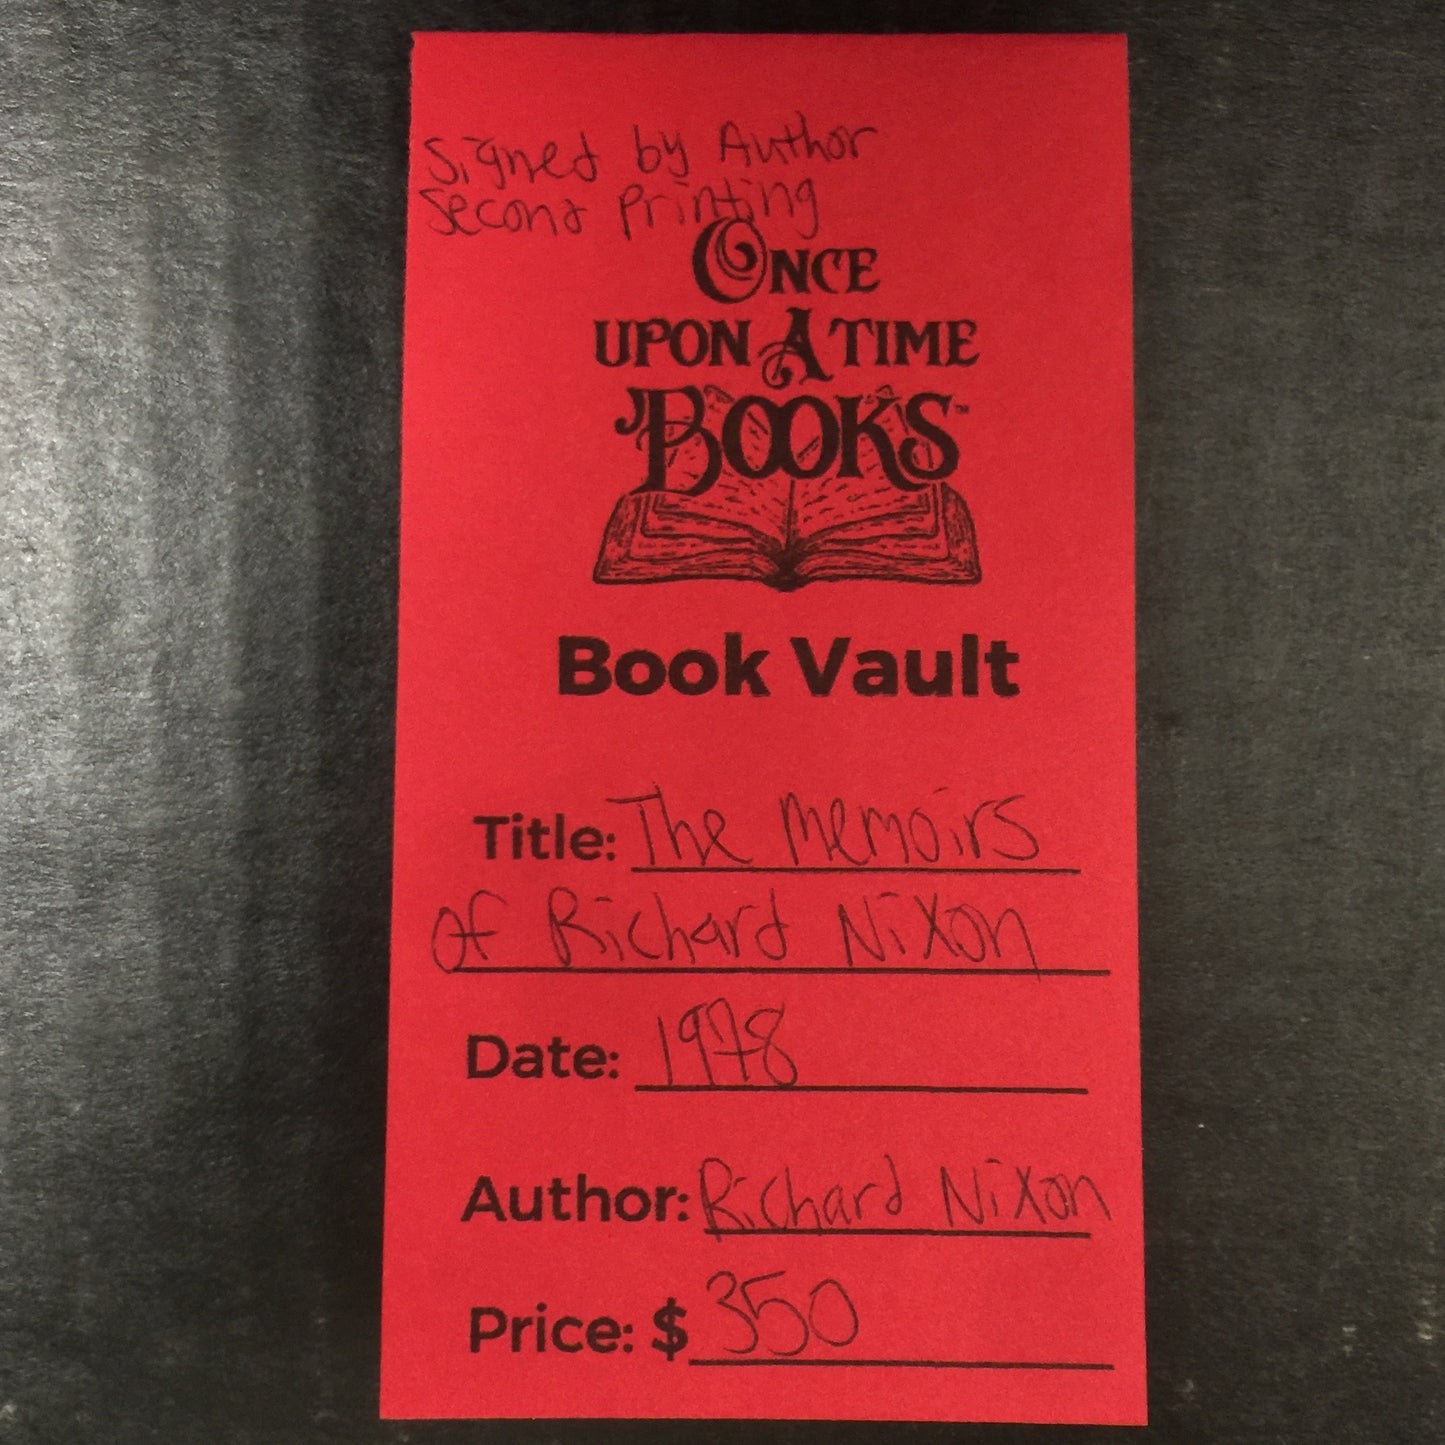 Signed by Author
Second Printing
ONCE
UPON A TIME
BOOKS™
Book Vault
Title: The Memoirs
of Richard Nixon
Date: 1978
Author: Richard Nixon
Price: $ 350